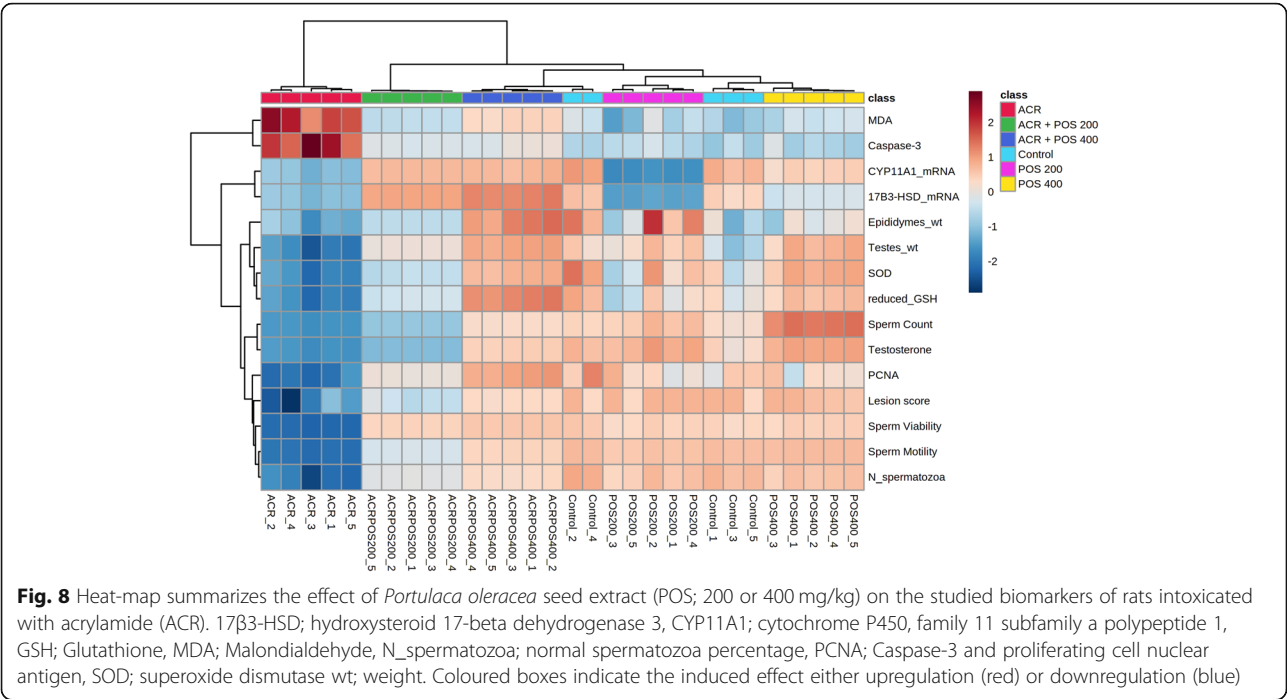 class
MDA
Caspase-3
CYP11A1_mRNA
17B3-HSD_mRNA
Epididymes_wt
Testes_wt
SOD
reduced_GSH
Sperm Count
Testosterone
PCNA
Lesion score
Sperm Viability
Sperm Motility
N_spermatozoa
2
1
0
-1
-2
class
ACR
ACR + POS 200
ACR + POS 400
Control
POS 200
POS 400
ACR_2
ACR_4
ACR_3
ACR_1
ACR_5
ACRPOS200_5
ACRPOS200_2
ACRPOS200_1
ACRPOS200_3
ACRPOS200_4
ACRPOS400_4
ACRPOS400_5
ACRPOS400_3
ACRPOS400_1
ACRPOS400_2
Control_2
Control_4
POS200_3
POS200_5
POS200_2
POS200_1
POS200_4
Control_1
Control_3
Control_5
POS400_3
POS400_1
POS400_2
POS400_4
POS400_5
Fig. 8 Heat-map summarizes the effect of Portulaca oleracea seed extract (POS; 200 or 400 mg/kg) on the studied biomarkers of rats intoxicated
with acrylamide (ACR). 17β3-HSD; hydroxysteroid 17-beta dehydrogenase 3, CYP11A1; cytochrome P450, family 11 subfamily a polypeptide 1,
GSH; Glutathione, MDA; Malondialdehyde, N_spermatozoa; normal spermatozoa percentage, PCNA; Caspase-3 and proliferating cell nuclear
antigen, SOD; superoxide dismutase wt; weight. Coloured boxes indicate the induced effect either upregulation (red) or downregulation (blue)